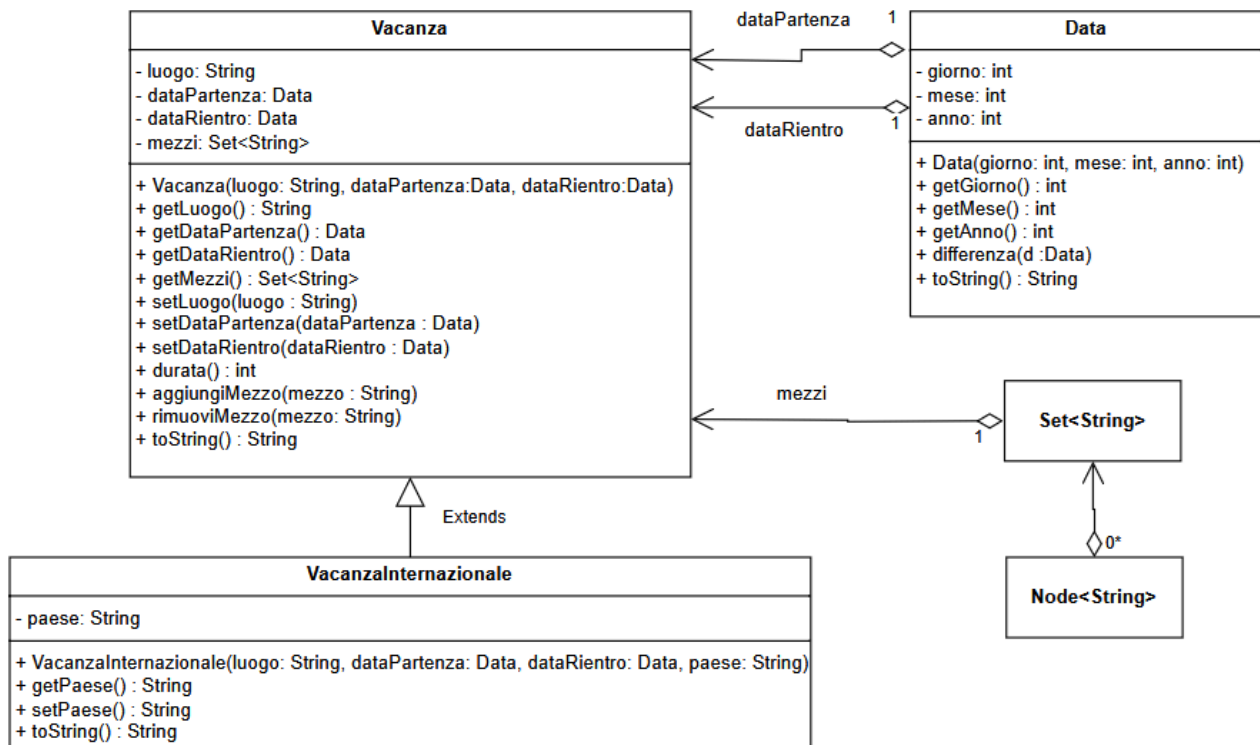 Vacanza
- luogo: String
- dataPartenza: Data
- dataRientro: Data
- mezzi: Set<String>
+ Vacanza(luogo: String, dataPartenza:Data, dataRientro:Data)
+ getLuogo() : String
+ getDataPartenza() : Data
+ getDataRientro() : Data
+ getMezzi() : Set<String>
+ setLuogo(luogo : String)
+ setDataPartenza(dataPartenza : Data)
+ setDataRientro(dataRientro : Data)
+ durata() : int
+ aggiungiMezzo(mezzo : String)
+ rimuoviMezzo(mezzo: String)
+ toString() : String
dataPartenza
1
dataRientro
1
Data
- giorno: int
- mese: int
- anno: int
+ Data(giorno: int, mese: int, anno: int)
+ getGiorno() : int
+ getMese() : int
+ getAnno() : int
+ differenza(d :Data)
+ toString() : String
mezzi
1
Set<String>
0*
Node<String>
Extends
VacanzaInternazionale
- paese: String
+ VacanzaInternazionale(luogo: String, dataPartenza: Data, dataRientro: Data, paese: String)
+ getPaese() : String
+ setPaese() : String
+ toString() : String